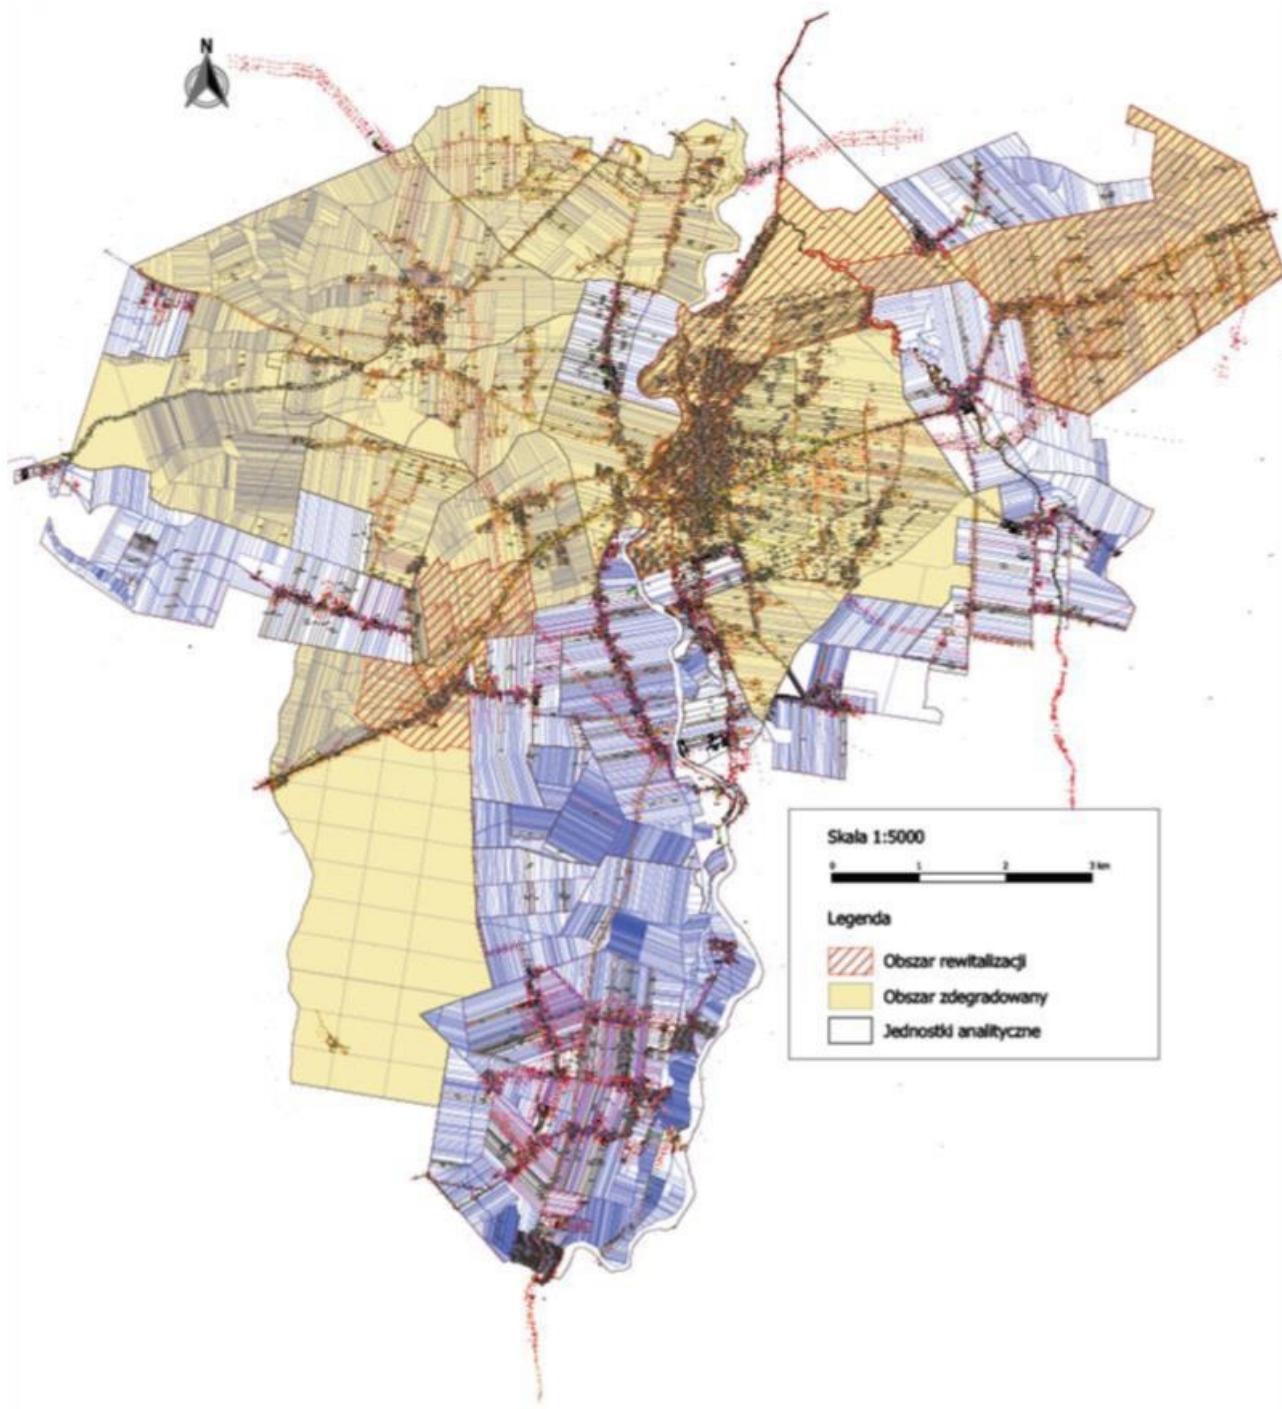 N
Skala 1:5000
0 1 2 3 km
Legenda
Obszar rewitalizacji
Obszar zdegradowany
Jednostki analityczne